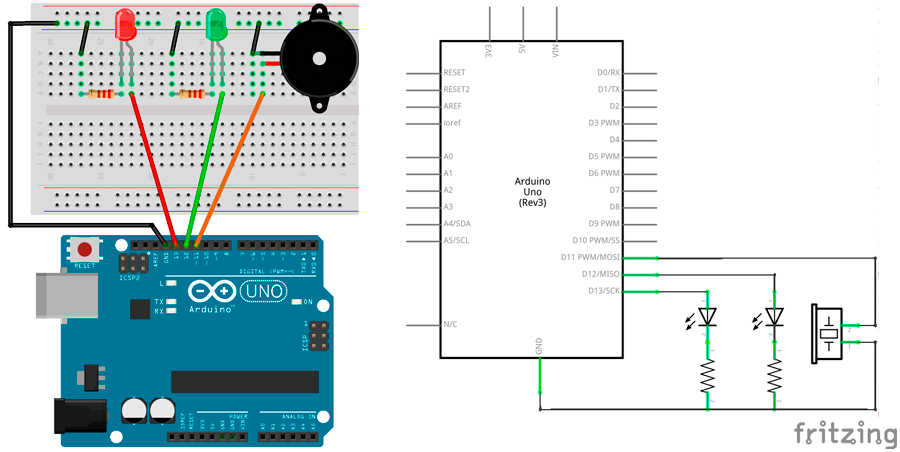 RESET
ICSP2
AREF
GND
13
12
11
10
9
8
7
6
5
4
3
2
TX0 1
RX0 0
DIGITAL (PWM=~)
L
TX
RX
Arduino™
UNO
ON
ICSP
1
POWER
ANALOG IN
IOREF
RESET
3V3
5V
GND
GND
VIN
A0
A1
A2
A3
A4
A5
3V3
5V
VIN
RESET
RESET2
AREF
ioref
A0
A1
A2
A3
A4/SDA
A5/SCL
N/C
Arduino
Uno
(Rev3)
D0/RX
D1/TX
D2
D3 PWM
D4
D5 PWM
D6 PWM
D7
D8
D9 PWM
D10 PWM/SS
D11 PWM/MOSI
D12/MISO
D13/SCK
GND
fritzing